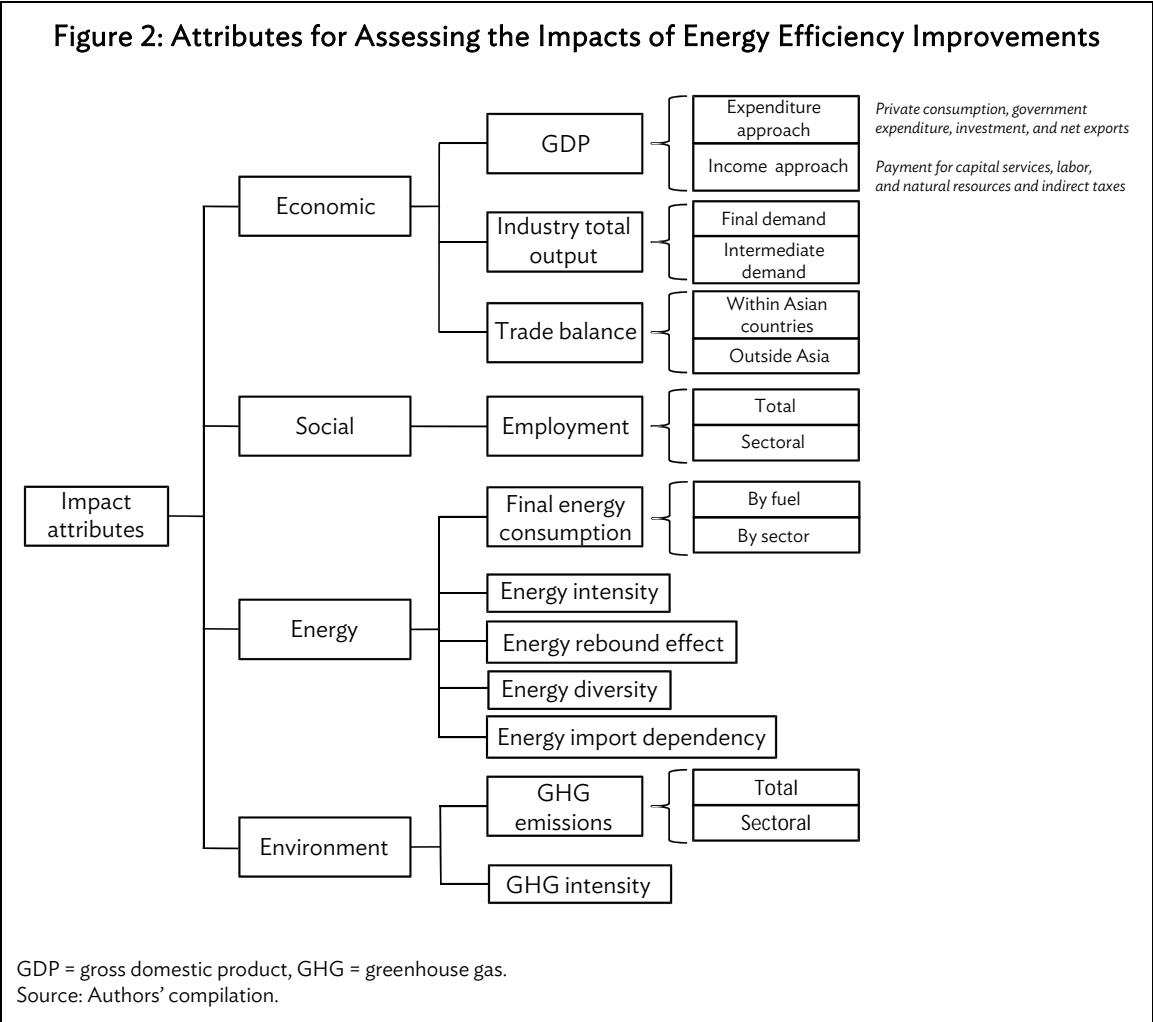 Figure 2: Attributes for Assessing the Impacts of Energy Efficiency Improvements
Impact
attributes
Economic
GDP
Expenditure
approach
Private consumption, government
expenditure, investment, and net exports
Income approach
Payment for capital services, labor,
and natural resources and indirect taxes
Industry total
output
Final demand
Intermediate
demand
Trade balance
Within Asian
countries
Outside Asia
Social
Employment
Total
Sectoral
Energy
Final energy
consumption
By fuel
By sector
Energy intensity
Energy rebound effect
Energy diversity
Energy import dependency
Environment
GHG
emissions
Total
Sectoral
GHG intensity
GDP = gross domestic product, GHG = greenhouse gas.
Source: Authors’ compilation.